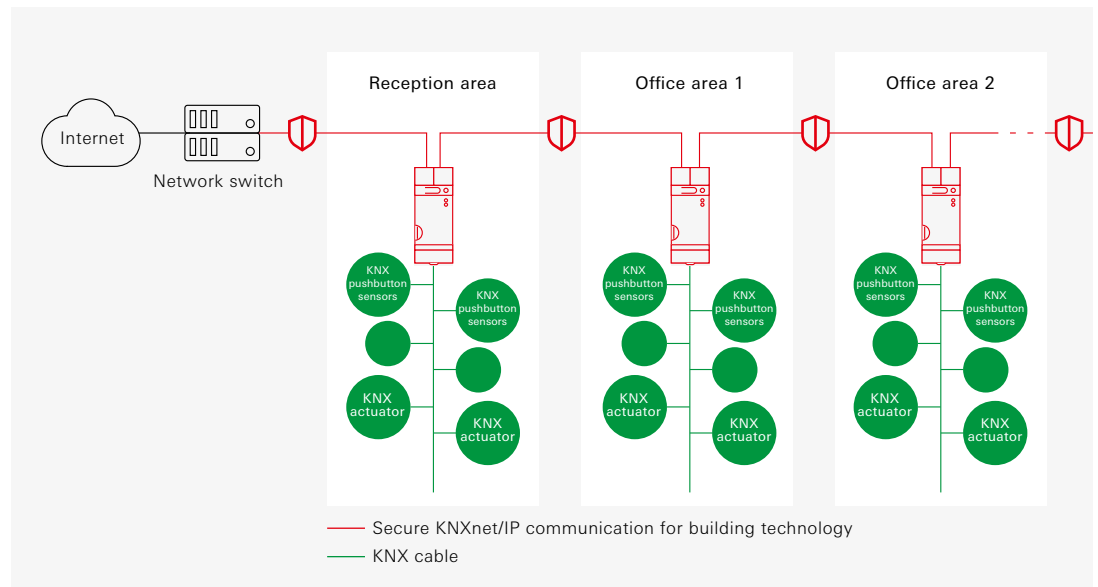 Reception area
Office area 1
Office area 2
Internet
Network switch
KNX
pushbutton
sensors
KNX
pushbutton
sensors
KNX
actuator
KNX
actuator
KNX
pushbutton
sensors
KNX
pushbutton
sensors
KNX
actuator
KNX
actuator
KNX
pushbutton
sensors
KNX
pushbutton
sensors
KNX
actuator
KNX
actuator
Secure KNXnet/IP communication for building technology
KNX cable